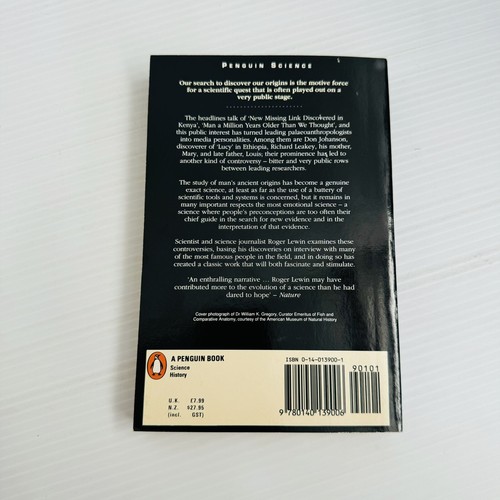 PENGUIN SCIENCE
Our search to discover our origins is the motive force
for a scientific quest that is often played out on a
very public stage.
The headlines talk of 'New Missing Link Discovered in
Kenya', 'Man a Million Years Older Than We Thought', and
this public interest has turned leading palaeoanthropologists
into media personalities. Among them are Don Johanson,
discoverer of 'Lucy' in Ethiopia, Richard Leakey, his mother,
Mary, and late father, Louis; their prominence has led to
another kind of controversy – bitter and very public rows
between leading researchers.
The study of man's ancient origins has become a genuine
exact science, at least as far as the use of a battery of
scientific tools and systems is concerned, but it remains in
many important respects the most emotional science – a
science where people's preconceptions are too often their
chief guide in the search for new evidence and in the
interpretation of that evidence.
Scientist and science journalist Roger Lewin examines these
controversies, basing his discoveries on interview with many
of the most famous people in the field, and in doing so has
created a classic work that will both fascinate and stimulate.
'An enthralling narrative ... Roger Lewin may have
contributed more to the evolution of a science than he had
dared to hope' – Nature
Cover photograph of Dr William K. Gregory, Curator Emeritus of Fish and
Comparative Anatomy, courtesy of the American Museum of Natural History.
A PENGUIN BOOK
Science
History
U.K. £7.99
N.Z. $27.95
(incl. GST)
ISBN 0-14-013900-1
90101
9 780140 139006